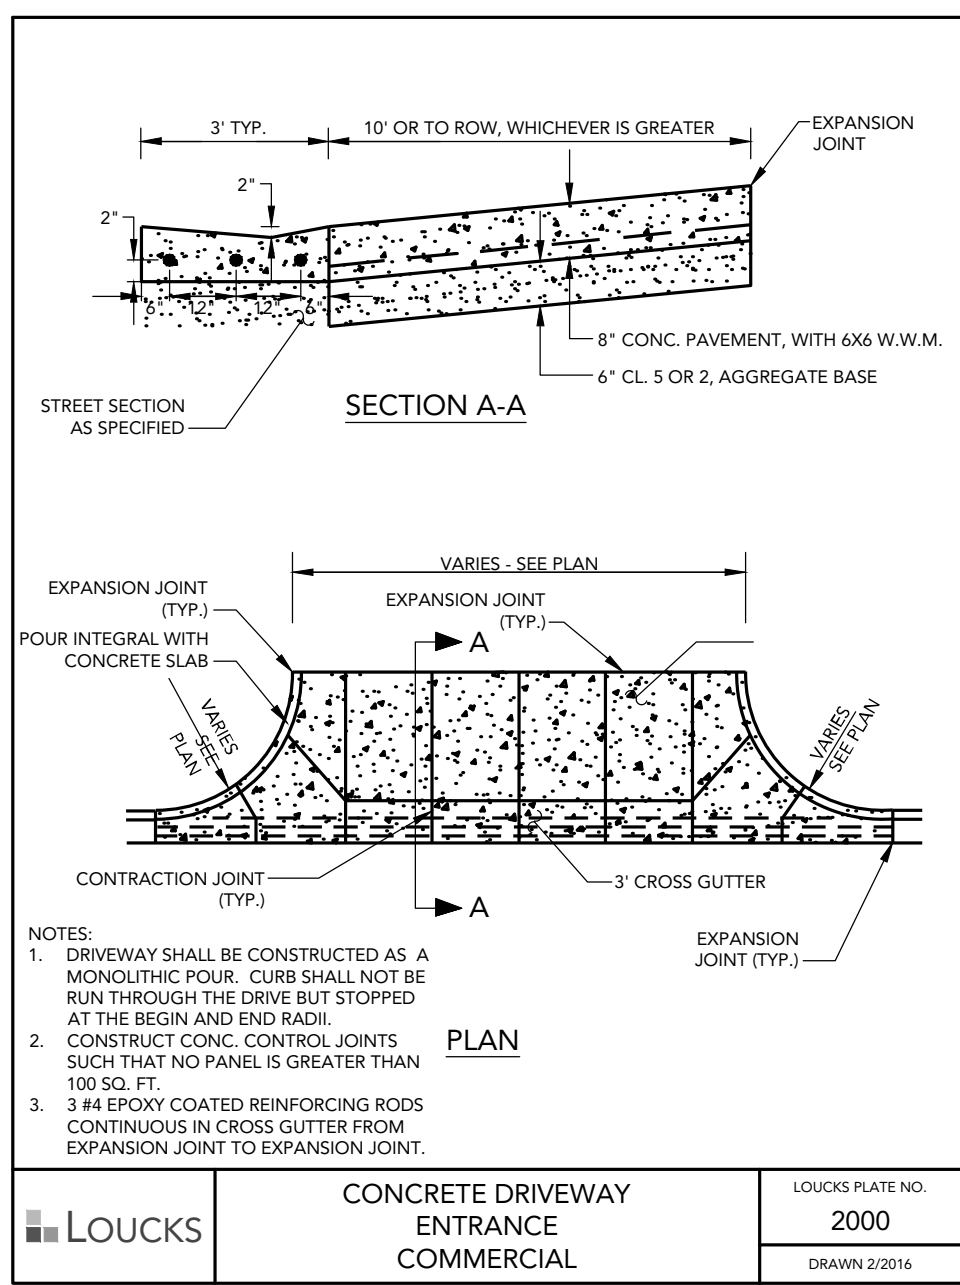 3' TYP.
10' OR TO ROW, WHICHEVER IS GREATER
EXPANSION
JOINT
2"
2"
6"
12"
12"
6"
8" CONC. PAVEMENT, WITH 6X6 W.W.M.
6" CL. 5 OR 2, AGGREGATE BASE
STREET SECTION
AS SPECIFIED
SECTION A-A
VARIES - SEE PLAN
EXPANSION JOINT
(TYP.)
EXPANSION JOINT
(TYP.)
POUR INTEGRAL WITH
CONCRETE SLAB
A
VARIES
SEE
PLAN
VARIES
SEE PLAN
CONTRACTION JOINT
(TYP.)
3' CROSS GUTTER
A
EXPANSION
JOINT (TYP.)
NOTES:
1. DRIVEWAY SHALL BE CONSTRUCTED AS A
MONOLITHIC POUR. CURB SHALL NOT BE
RUN THROUGH THE DRIVE BUT STOPPED
AT THE BEGIN AND END RADII.
2. CONSTRUCT CONC. CONTROL JOINTS
SUCH THAT NO PANEL IS GREATER THAN
100 SQ. FT.
3. 3 #4 EPOXY COATED REINFORCING RODS
CONTINUOUS IN CROSS GUTTER FROM
EXPANSION JOINT TO EXPANSION JOINT.
PLAN
LOUCKS
CONCRETE DRIVEWAY
ENTRANCE
COMMERCIAL
LOUCKS PLATE NO.
2000
DRAWN 2/2016